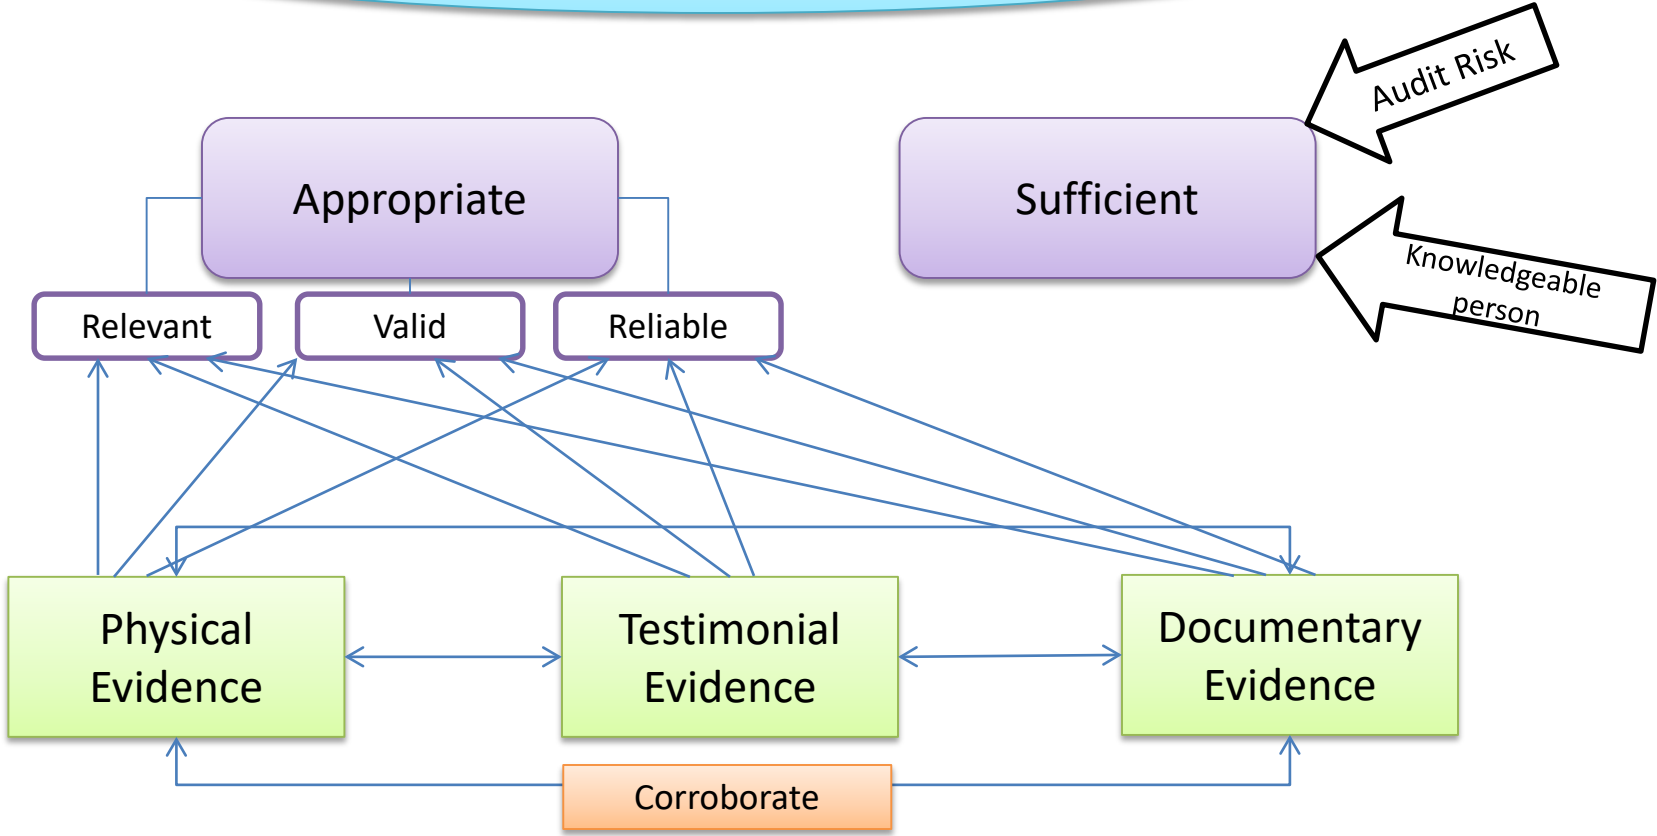 Audit Risk
Appropriate
Sufficient
Knowledgeable
person
Relevant
Valid
Reliable
Physical
Evidence
Testimonial
Evidence
Documentary
Evidence
Corroborate